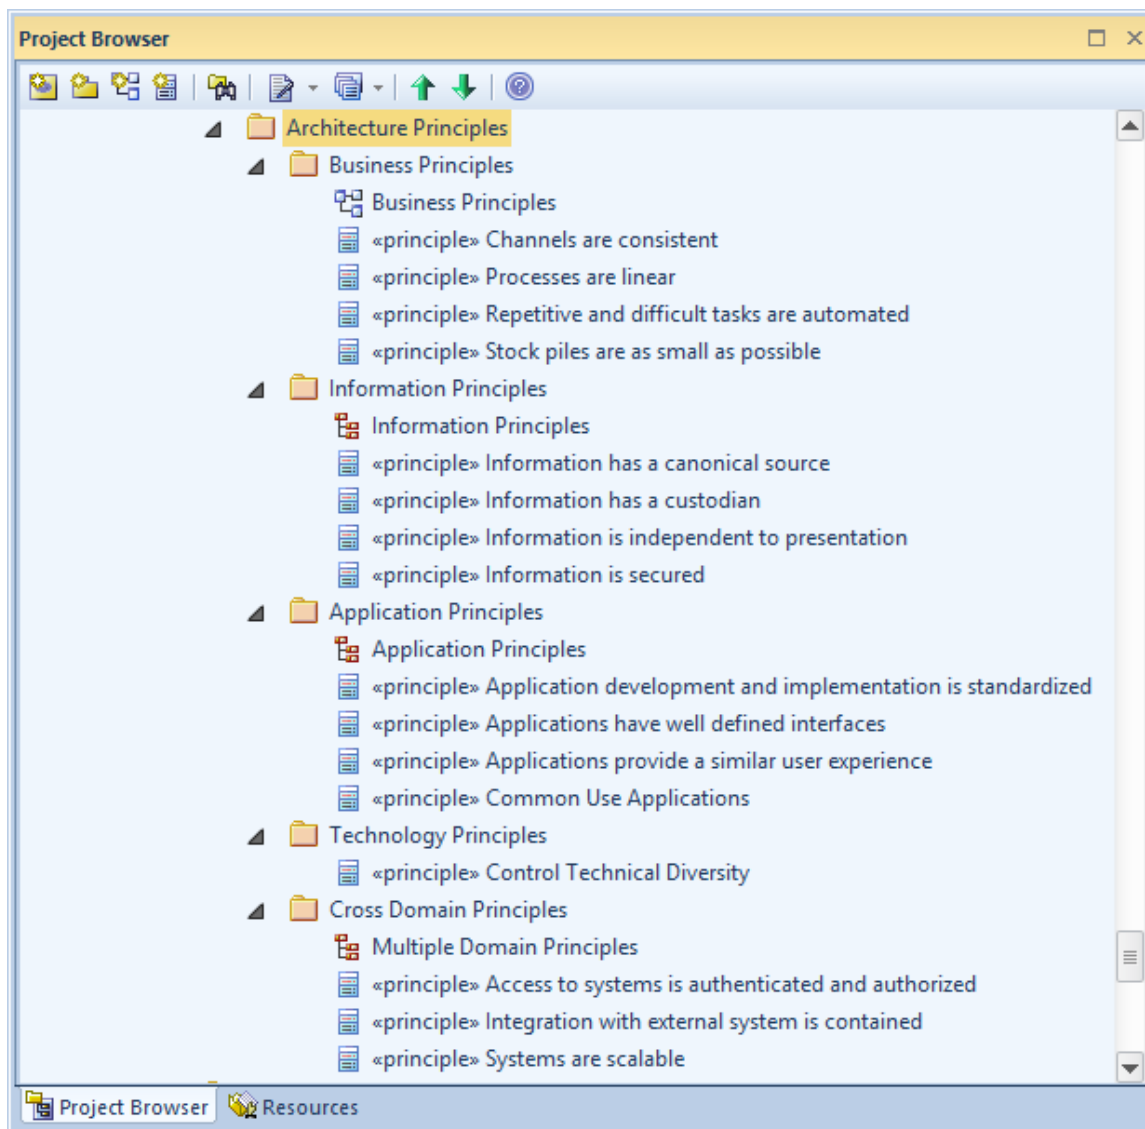 Project Browser
Architecture Principles
Business Principles
Business Principles
«principle» Channels are consistent
«principle» Processes are linear
«principle» Repetitive and difficult tasks are automated
«principle» Stock piles are as small as possible
Information Principles
Information Principles
«principle» Information has a canonical source
«principle» Information has a custodian
«principle» Information is independent to presentation
«principle» Information is secured
Application Principles
Application Principles
«principle» Application development and implementation is standardized
«principle» Applications have well defined interfaces
«principle» Applications provide a similar user experience
«principle» Common Use Applications
Technology Principles
«principle» Control Technical Diversity
Cross Domain Principles
Multiple Domain Principles
«principle» Access to systems is authenticated and authorized
«principle» Integration with external system is contained
«principle» Systems are scalable
Project Browser Resources